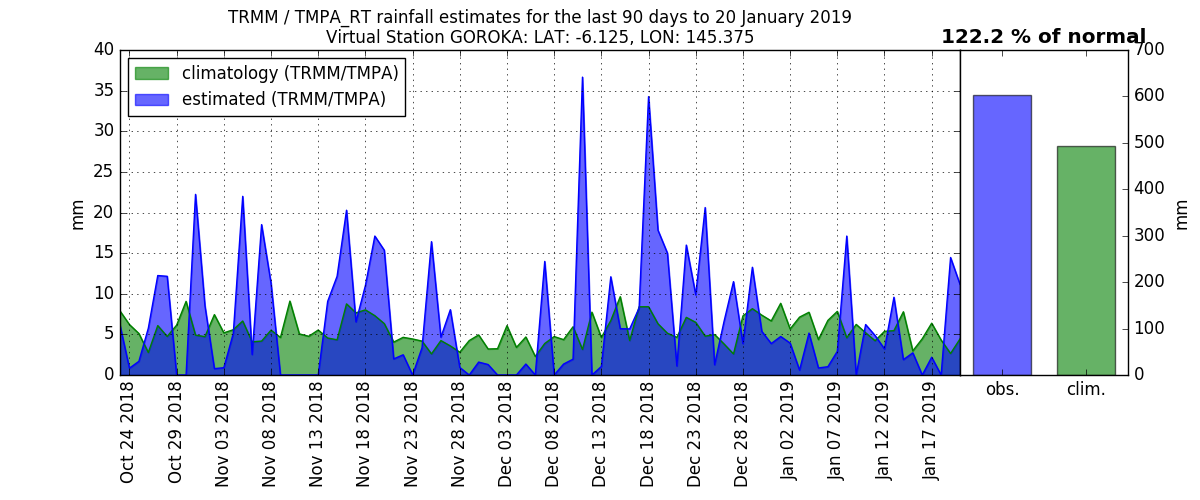 TRMM / TMPA_RT rainfall estimates for the last 90 days to 20 January 2019
Virtual Station GOROKA: LAT: -6.125, LON: 145.375
122.2 % of normal
climatology (TRMM/TMPA)
estimated (TRMM/TMPA)
mm
40
35
30
25
20
15
10
5
0
Oct 24 2018
Oct 29 2018
Nov 03 2018
Nov 08 2018
Nov 13 2018
Nov 18 2018
Nov 23 2018
Nov 28 2018
Dec 03 2018
Dec 08 2018
Dec 13 2018
Dec 18 2018
Dec 23 2018
Dec 28 2018
Jan 02 2019
Jan 07 2019
Jan 12 2019
Jan 17 2019
700
600
500
400
300
200
100
0
mm
obs.
clim.